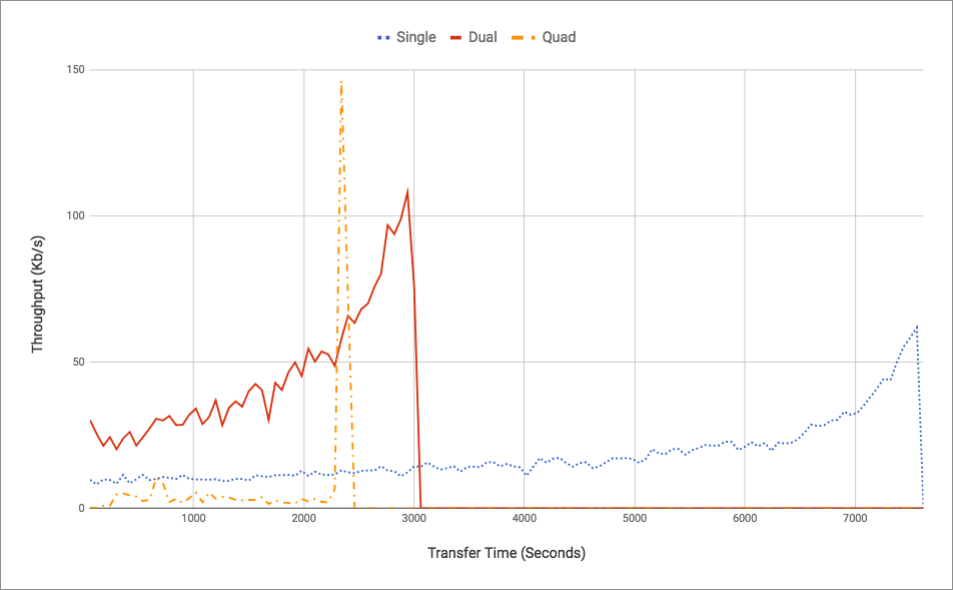 Single Dual Quad
150
100
50
0
Throughput (Kb/s)
1000 2000 3000 4000 5000 6000 7000
Transfer Time (Seconds)